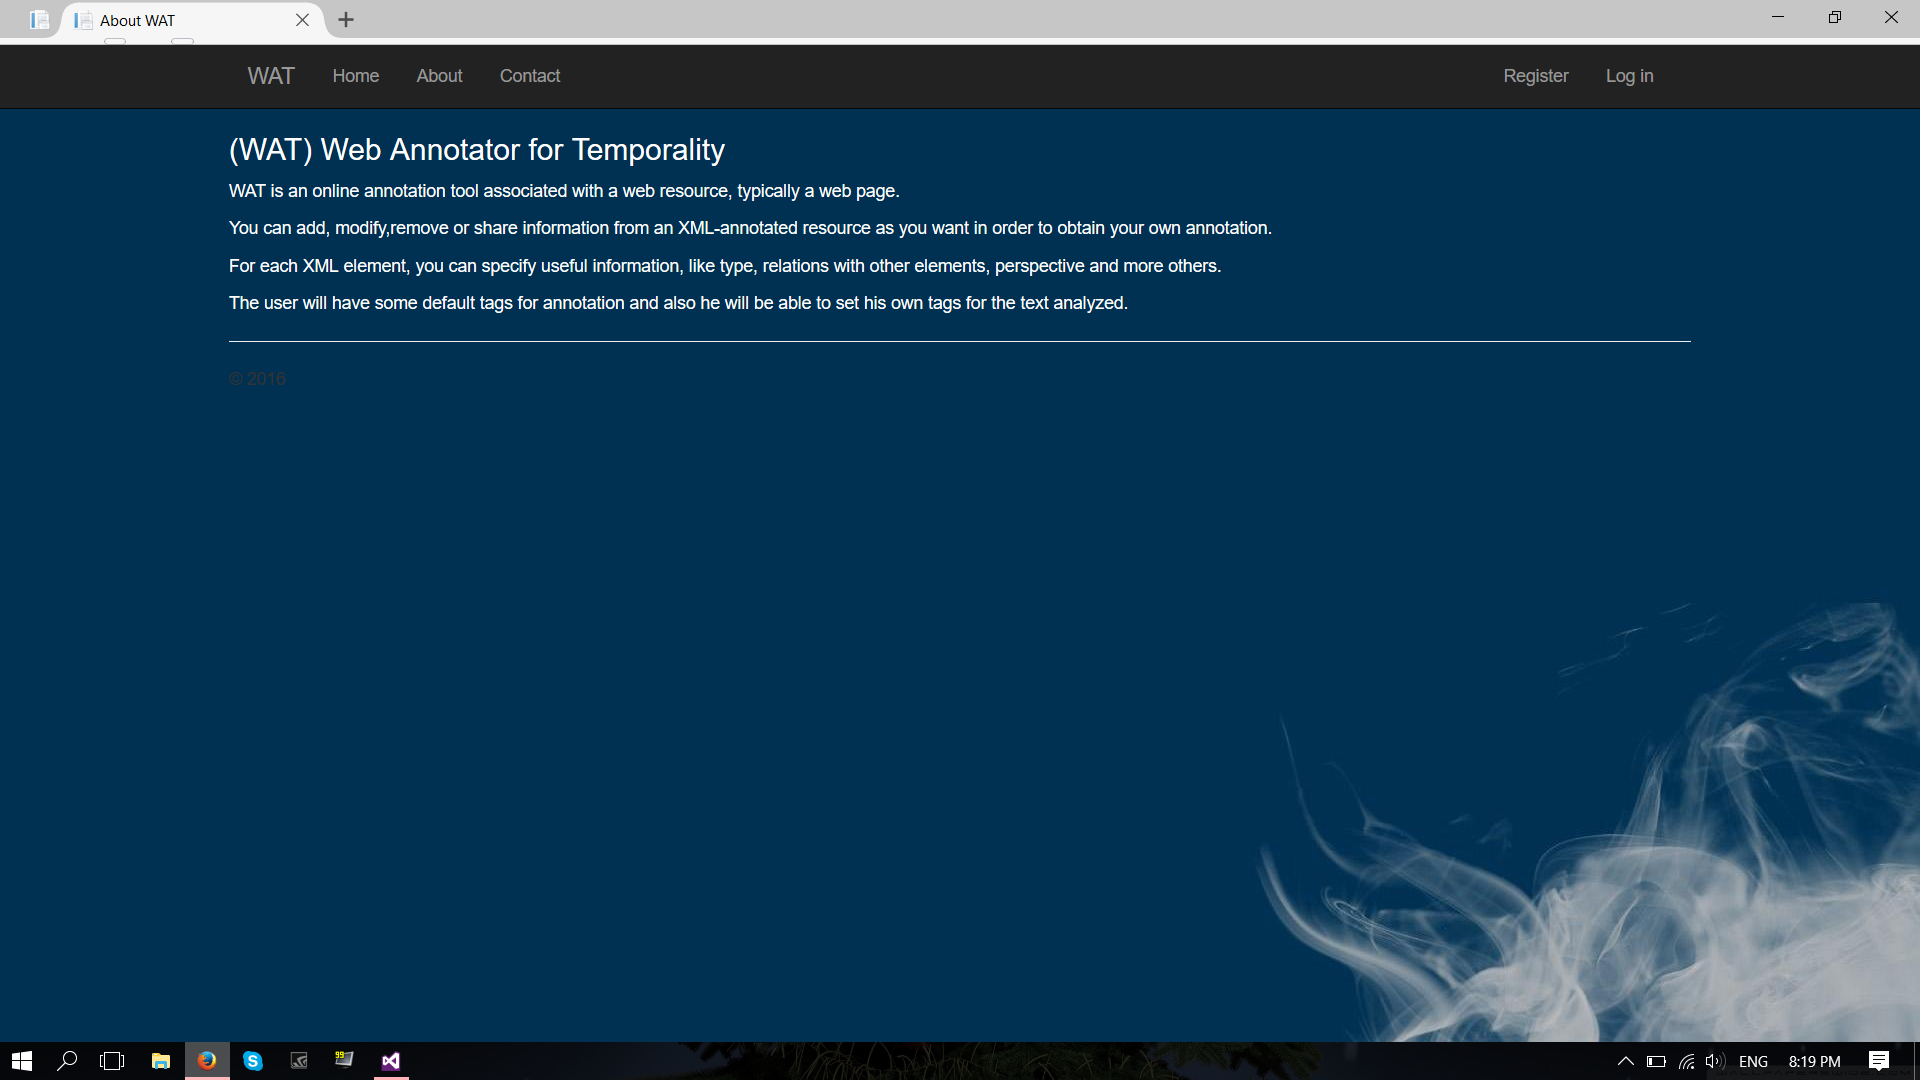 About WAT
WAT Home About Contact Register Log in
(WAT) Web Annotator for Temporality
WAT is an online annotation tool associated with a web resource, typically a web page.
You can add, modify,remove or share information from an XML-annotated resource as you want in order to obtain your own annotation.
For each XML element, you can specify useful information, like type, relations with other elements, perspective and more others.
The user will have some default tags for annotation and also he will be able to set his own tags for the text analyzed.
© 2016
99 ENG 8:19 PM